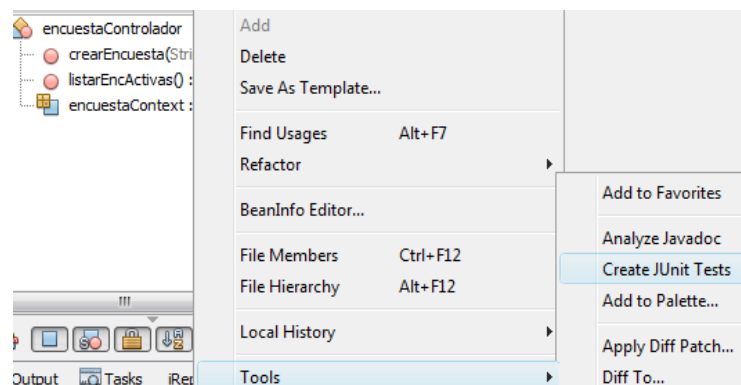 encuestaControlador
crearEncuesta(Stri
listarEncActivas() :
encuestaContext :
Add
Delete
Save As Template...
Find Usages Alt+F7
Refactor
BeanInfo Editor...
File Members Ctrl+F12
File Hierarchy Alt+F12
Local History
Tools
Add to Favorites
Analyze Javadoc
Create JUnit Tests
Add to Palette...
Apply Diff Patch...
Diff To...
Output Tasks iRep